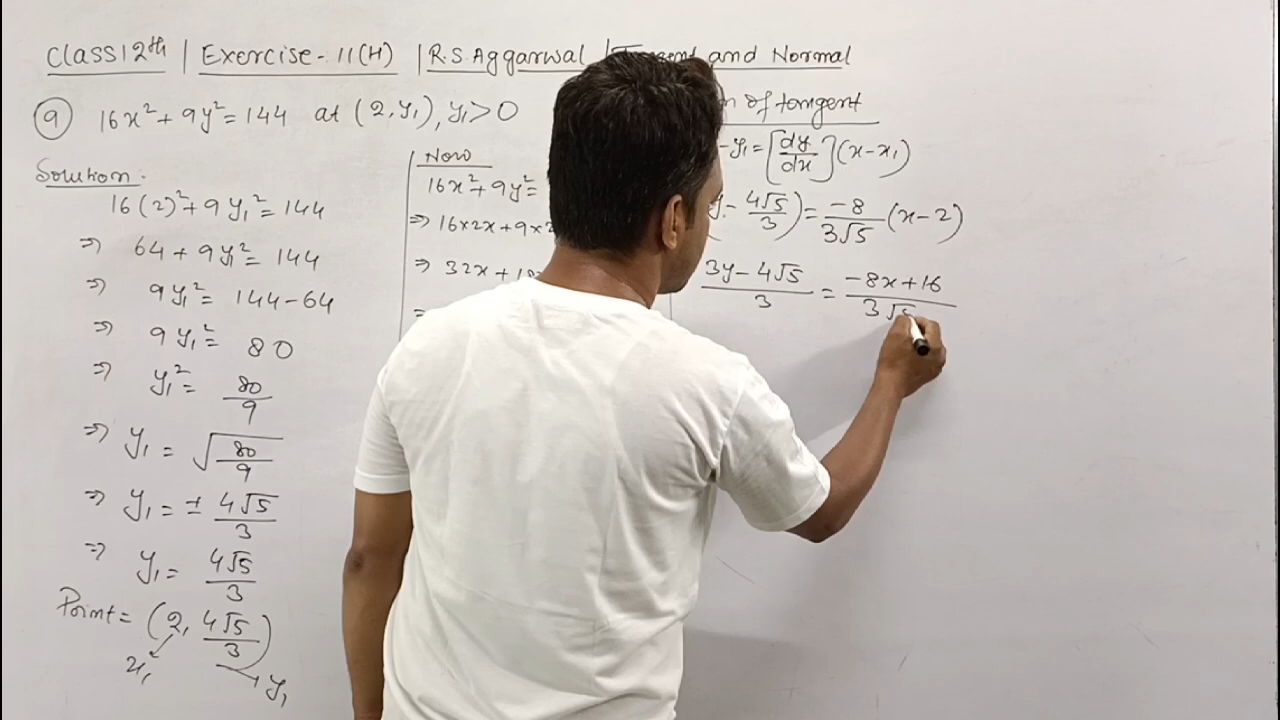 Class 12th | Exercise - 11(H) | R.S. Aggarwal | and Normal
9 16x² + 9y² = 144 at (2, y₁), y₁ > 0
Solution:
16(2)² + 9y₁² = 144
⇒ 64 + 9y₁² = 144
⇒ 9y₁² = 144 - 64
⇒ 9y₁² = 80
⇒ y₁² = 80/9
⇒ y₁ = √(80/9)
⇒ y₁ = ± 4√5/3
⇒ y₁ = 4√5/3
Point = (2, 4√5/3)
x₁ y₁
Now
16x² + 9y² =
⇒ 16×2x + 9×2
⇒ 32x + 18
=
of tangent
- y₁ = [dy/dx] (x - x₁)
- 4√5/3) = -8/3√5 (x - 2)
3y - 4√5/3 = -8x + 16/3√5